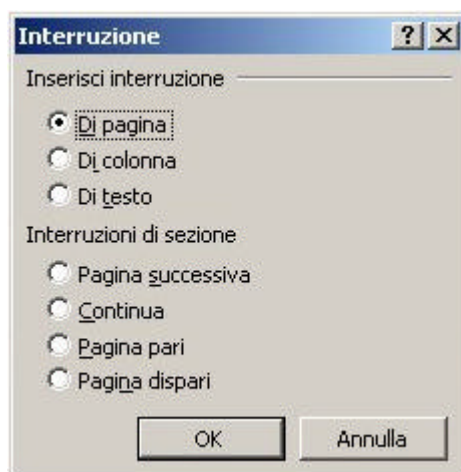 Interruzione
Inserisci interruzione
Di pagina
Di colonna
Di testo
Interruzioni di sezione
Pagina successiva
Continua
Pagina pari
Pagina dispari
OK Annulla